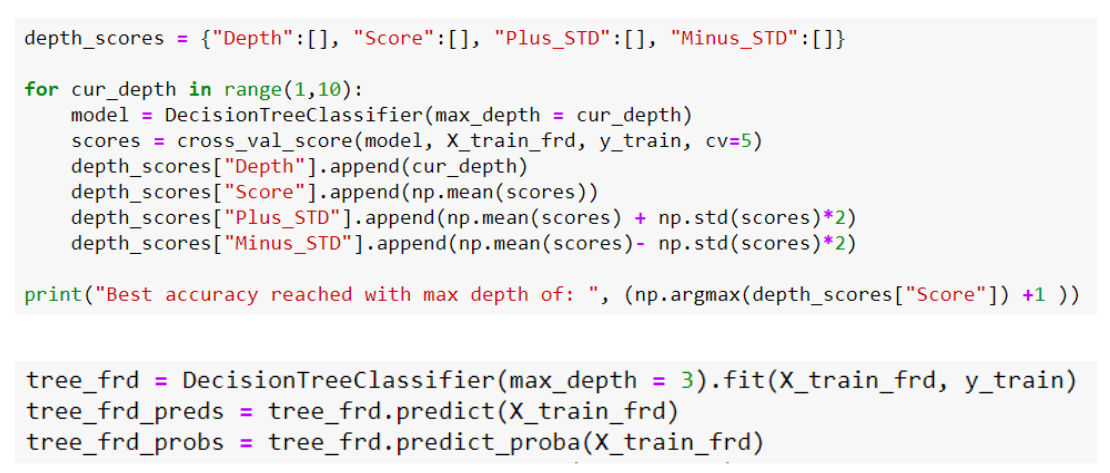 depth_scores = {"Depth":[], "Score":[], "Plus_STD":[], "Minus_STD":[]}
for cur_depth in range(1,10):
    model = DecisionTreeClassifier(max_depth = cur_depth)
    scores = cross_val_score(model, X_train_frd, y_train, cv=5)
    depth_scores["Depth"].append(cur_depth)
    depth_scores["Score"].append(np.mean(scores))
    depth_scores["Plus_STD"].append(np.mean(scores) + np.std(scores)*2)
    depth_scores["Minus_STD"].append(np.mean(scores)- np.std(scores)*2)
print("Best accuracy reached with max depth of: ", (np.argmax(depth_scores["Score"]) +1 ))
tree_frd = DecisionTreeClassifier(max_depth = 3).fit(X_train_frd, y_train)
tree_frd_preds = tree_frd.predict(X_train_frd)
tree_frd_probs = tree_frd.predict_proba(X_train_frd)